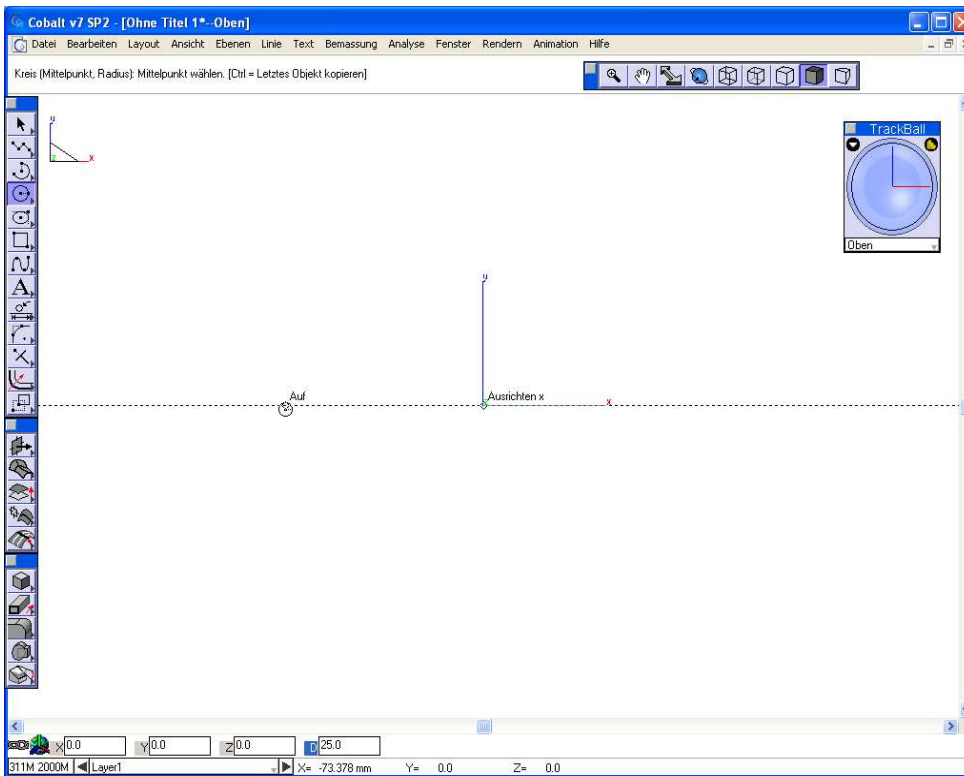 Cobalt v7 SP2 - [Ohne Titel 1*--Oben]
Datei Bearbeiten Layout Ansicht Ebenen Linie Text Bemassung Analyse Fenster Rendern Animation Hilfe
Kreis (Mittelpunkt, Radius): Mittelpunkt wählen. [Ctrl = Letztes Objekt kopieren]
y
z x
TrackBall
Oben
A
y
Auf
Ausrichten x
x
X 0.0 Y 0.0 Z 0.0 D 25.0
311M 2000M Layer1 X= -73.378 mm Y= 0.0 Z= 0.0